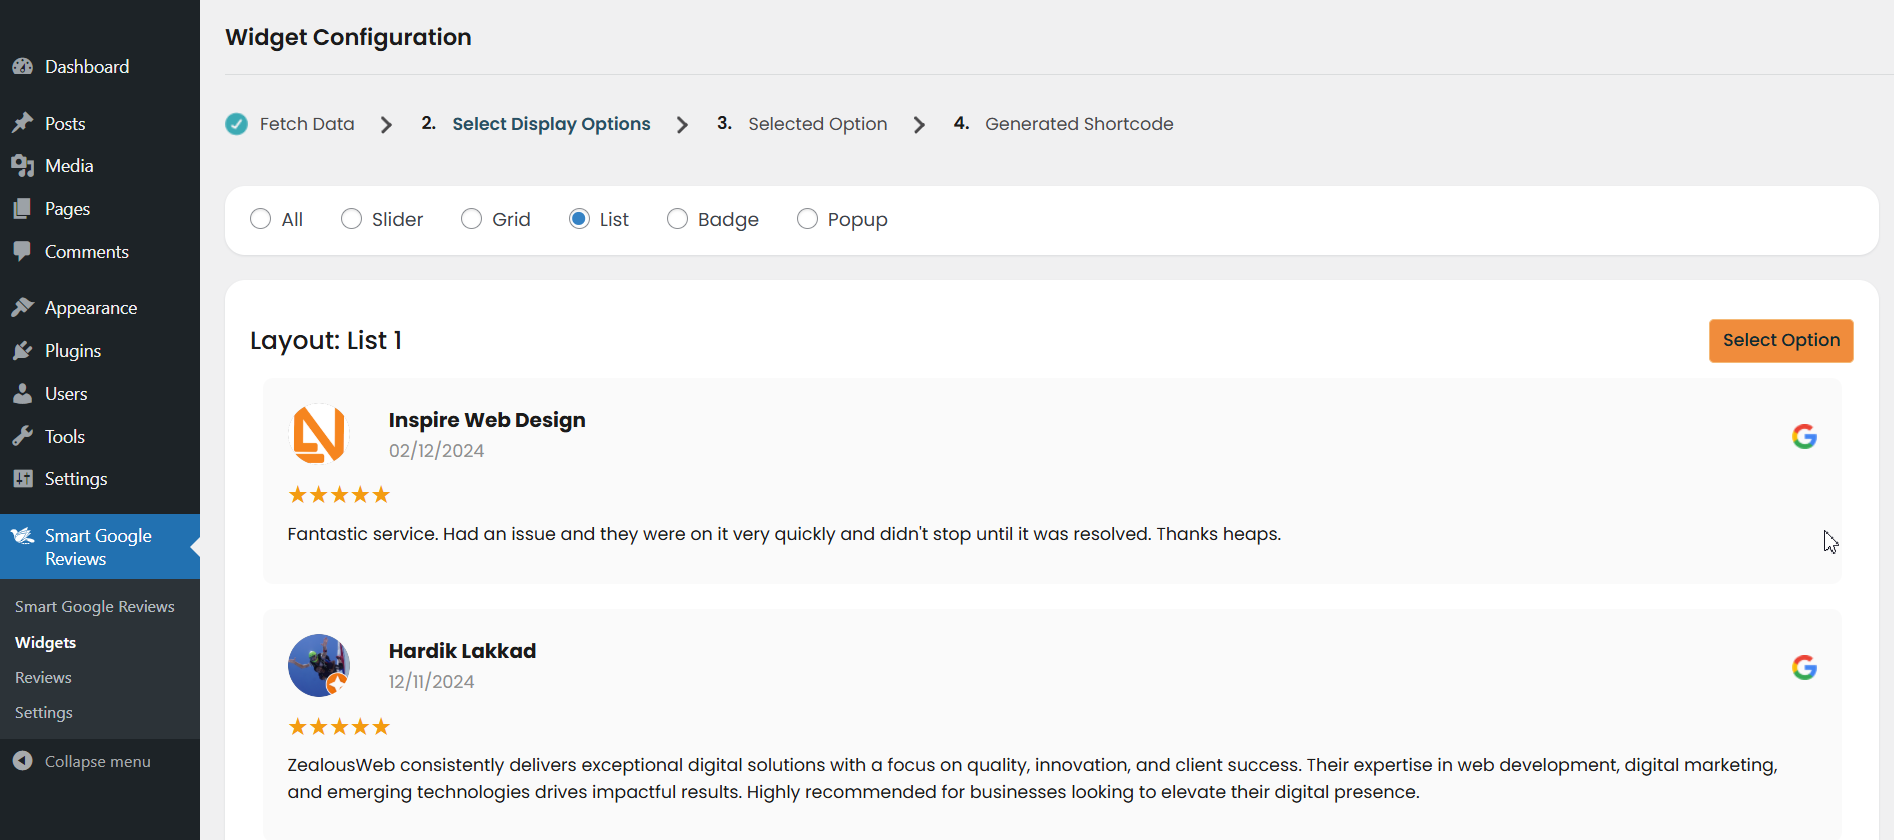 Dashboard
Posts
Media
Pages
Comments
Appearance
Plugins
Users
Tools
Settings
Smart Google
Reviews
Smart Google Reviews
Widgets
Reviews
Settings
Collapse menu
Widget Configuration
Fetch Data 2. Select Display Options 3. Selected Option 4. Generated Shortcode
All Slider Grid List Badge Popup
Layout: List 1
Select Option
Inspire Web Design
02/12/2024
Fantastic service. Had an issue and they were on it very quickly and didn't stop until it was resolved. Thanks heaps.
Hardik Lakkad
12/11/2024
ZealousWeb consistently delivers exceptional digital solutions with a focus on quality, innovation, and client success. Their expertise in web development, digital marketing,
and emerging technologies drives impactful results. Highly recommended for businesses looking to elevate their digital presence.